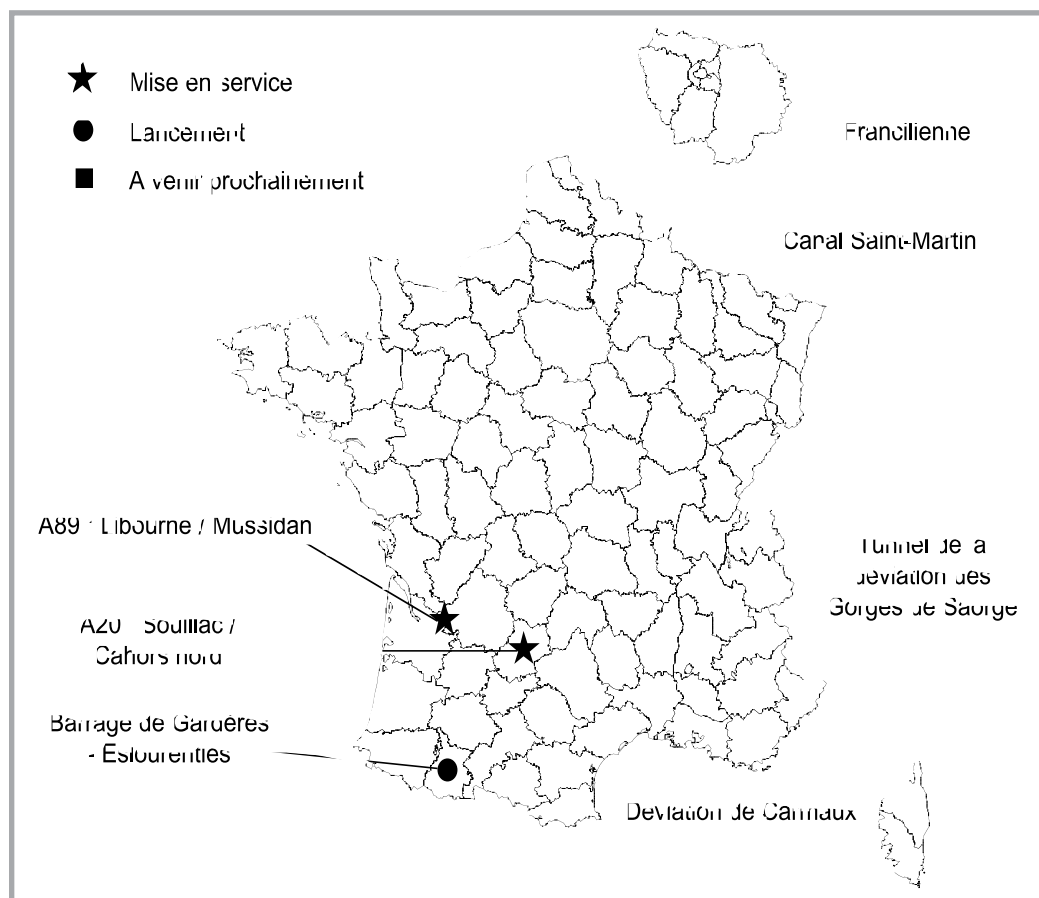 Mise en service
Lancement
A venir prochainement
Francilienne
Canal Saint-Martin
A89 : Libourne / Mussidan
Tunnel de la
déviation des
Gorges de Saorge
A20 : Souillac /
Cahors nord
Barrage de Gardères
- Eslourenties
Déviation de Carmaux